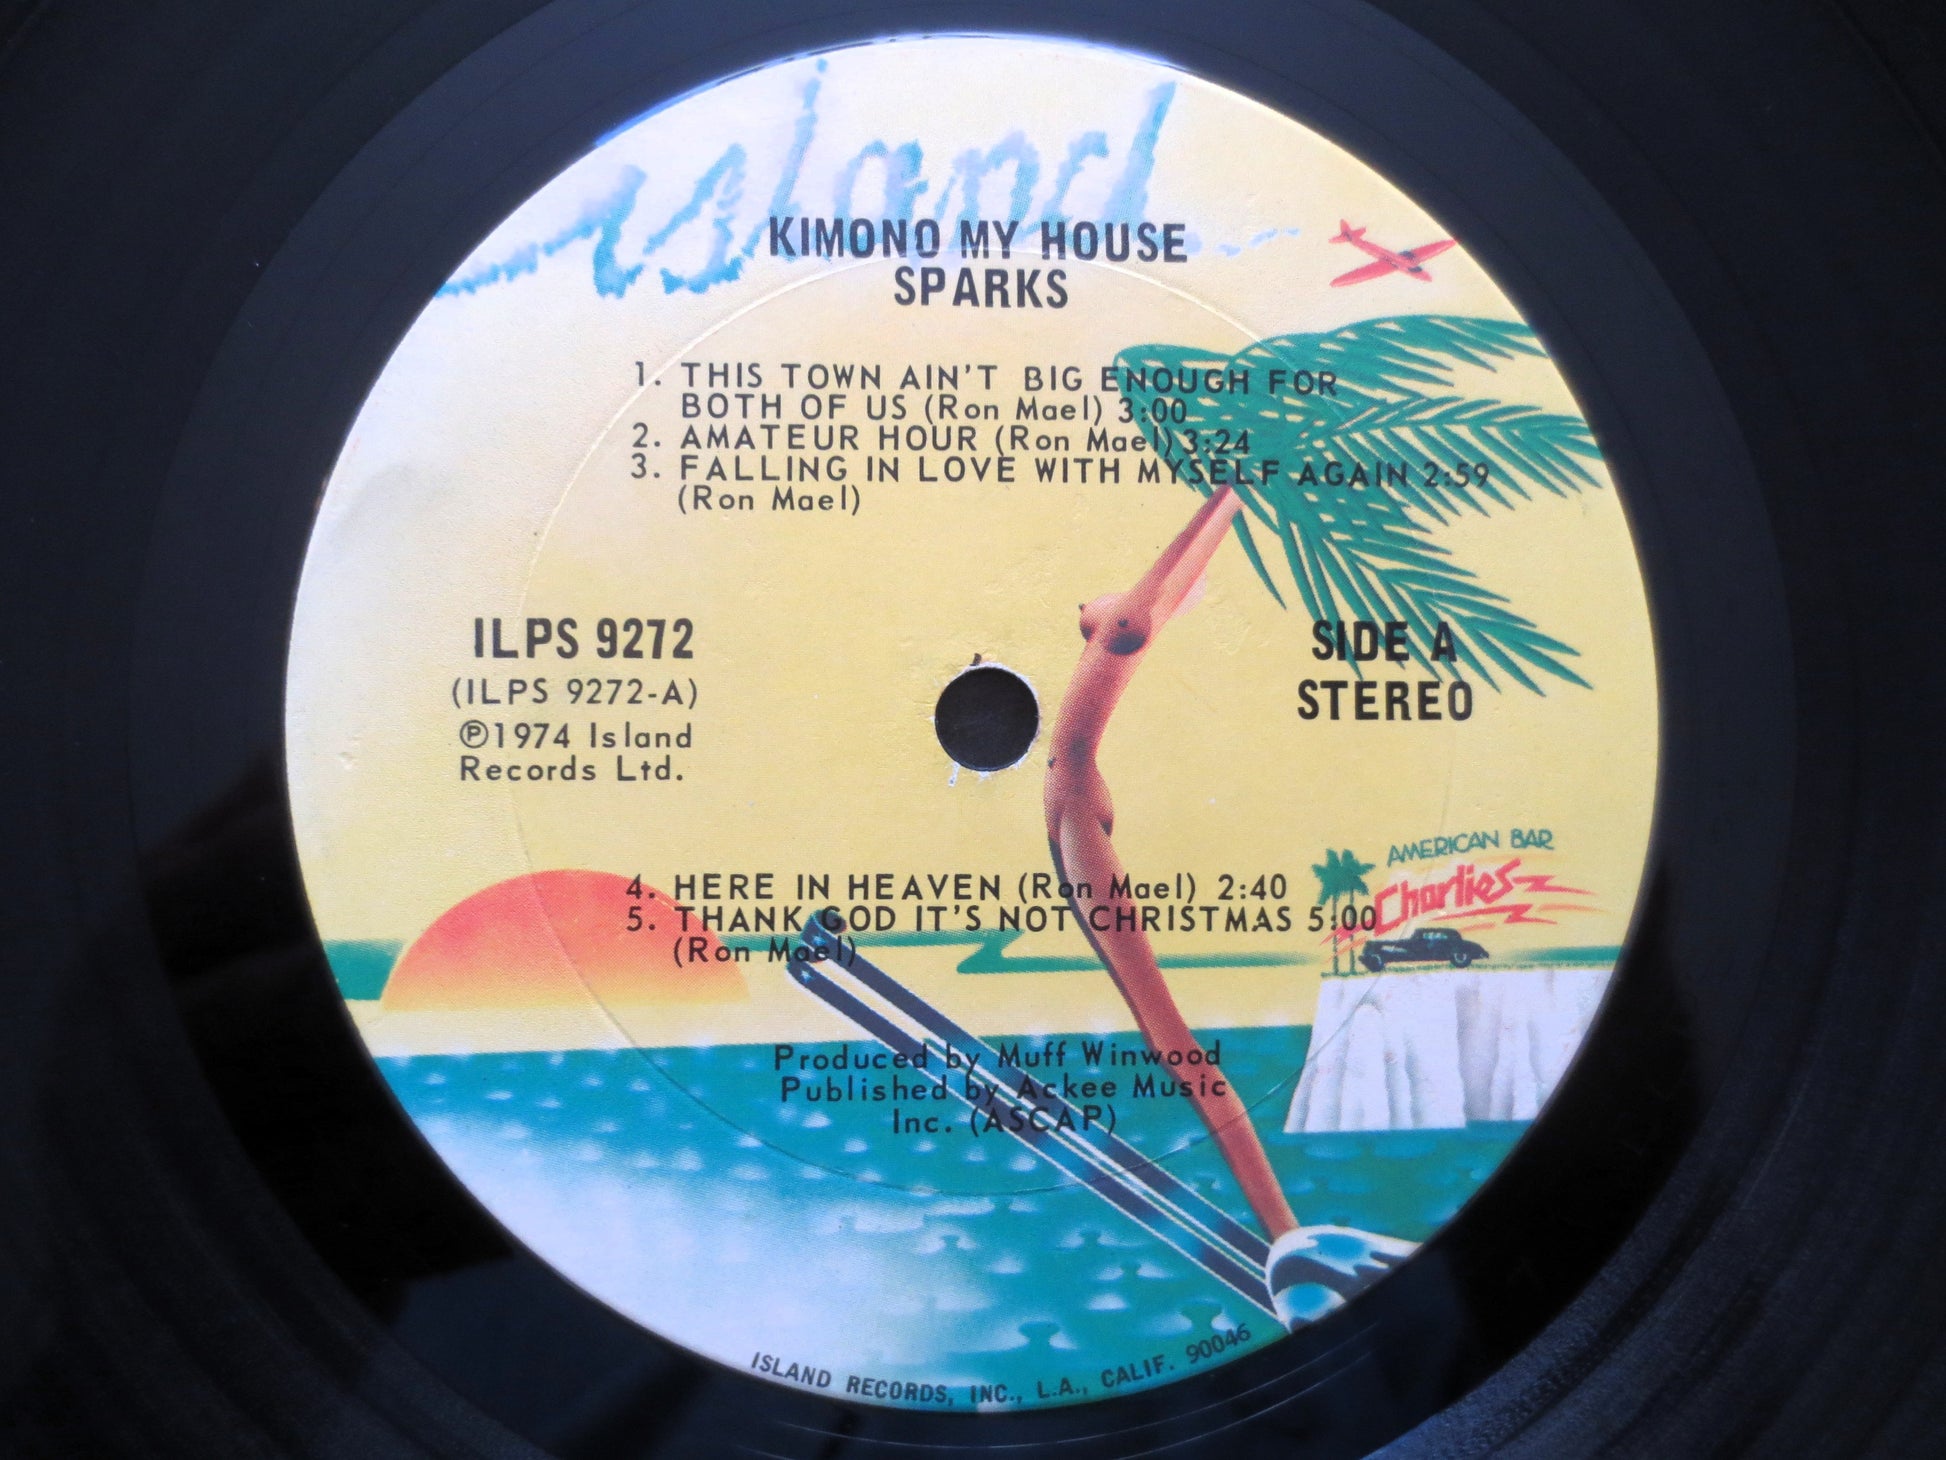 island
KIMONO MY HOUSE
SPARKS
1. THIS TOWN AIN'T BIG ENOUGH FOR
BOTH OF US (Ron Mael) 3:00
2. AMATEUR HOUR (Ron Mael) 3:24
3. FALLING IN LOVE WITH MYSELF AGAIN 2:59
(Ron Mael)
ILPS 9272
(ILPS 9272-A)
℗1974 Island
Records Ltd.
SIDE A
STEREO
AMERICAN BAR
Charlies
4. HERE IN HEAVEN (Ron Mael) 2:40
5. THANK GOD IT'S NOT CHRISTMAS 5:00
(Ron Mael)
Produced by Muff Winwood
Published by Ackee Music
Inc. (ASCAP)
ISLAND RECORDS, INC., L.A., CALIF. 90046